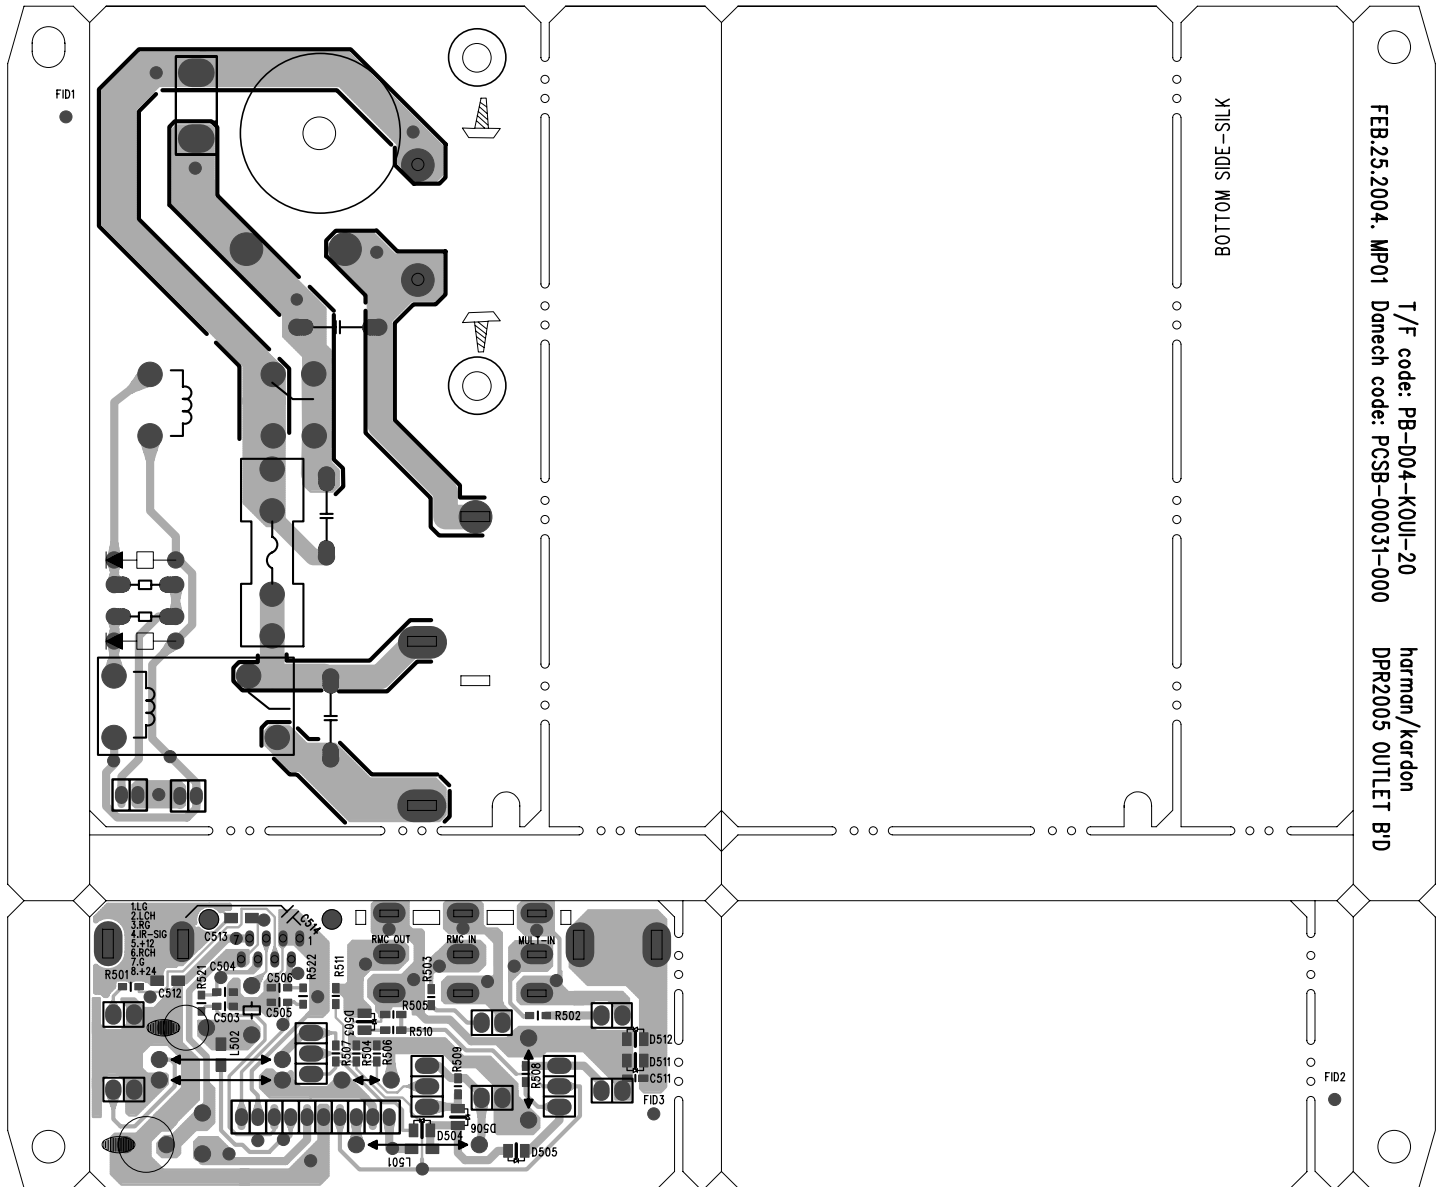 FID1
BOTTOM SIDE-SILK
FEB.25.2004. MP01
T/F code: PB-D04-KOUI-20
Danech code: PCSB-00031-000
harman/kardon
DPR2005 OUTLET B'D
1.LG
2.LCH
3.RG
4.IR-SIG
5.+12
6.RCH
7.G
8.+24
C514
C513
7
1
RMC OUT
RMC IN
MULT-IN
R501
C512
R521
C504
C506
R522
R511
R503
C503
C505
L502
D503
R505
R510
R502
R507
R504
R506
R509
R508
D512
D511
C511
FID3
FID2
D506
D504
L501
D505